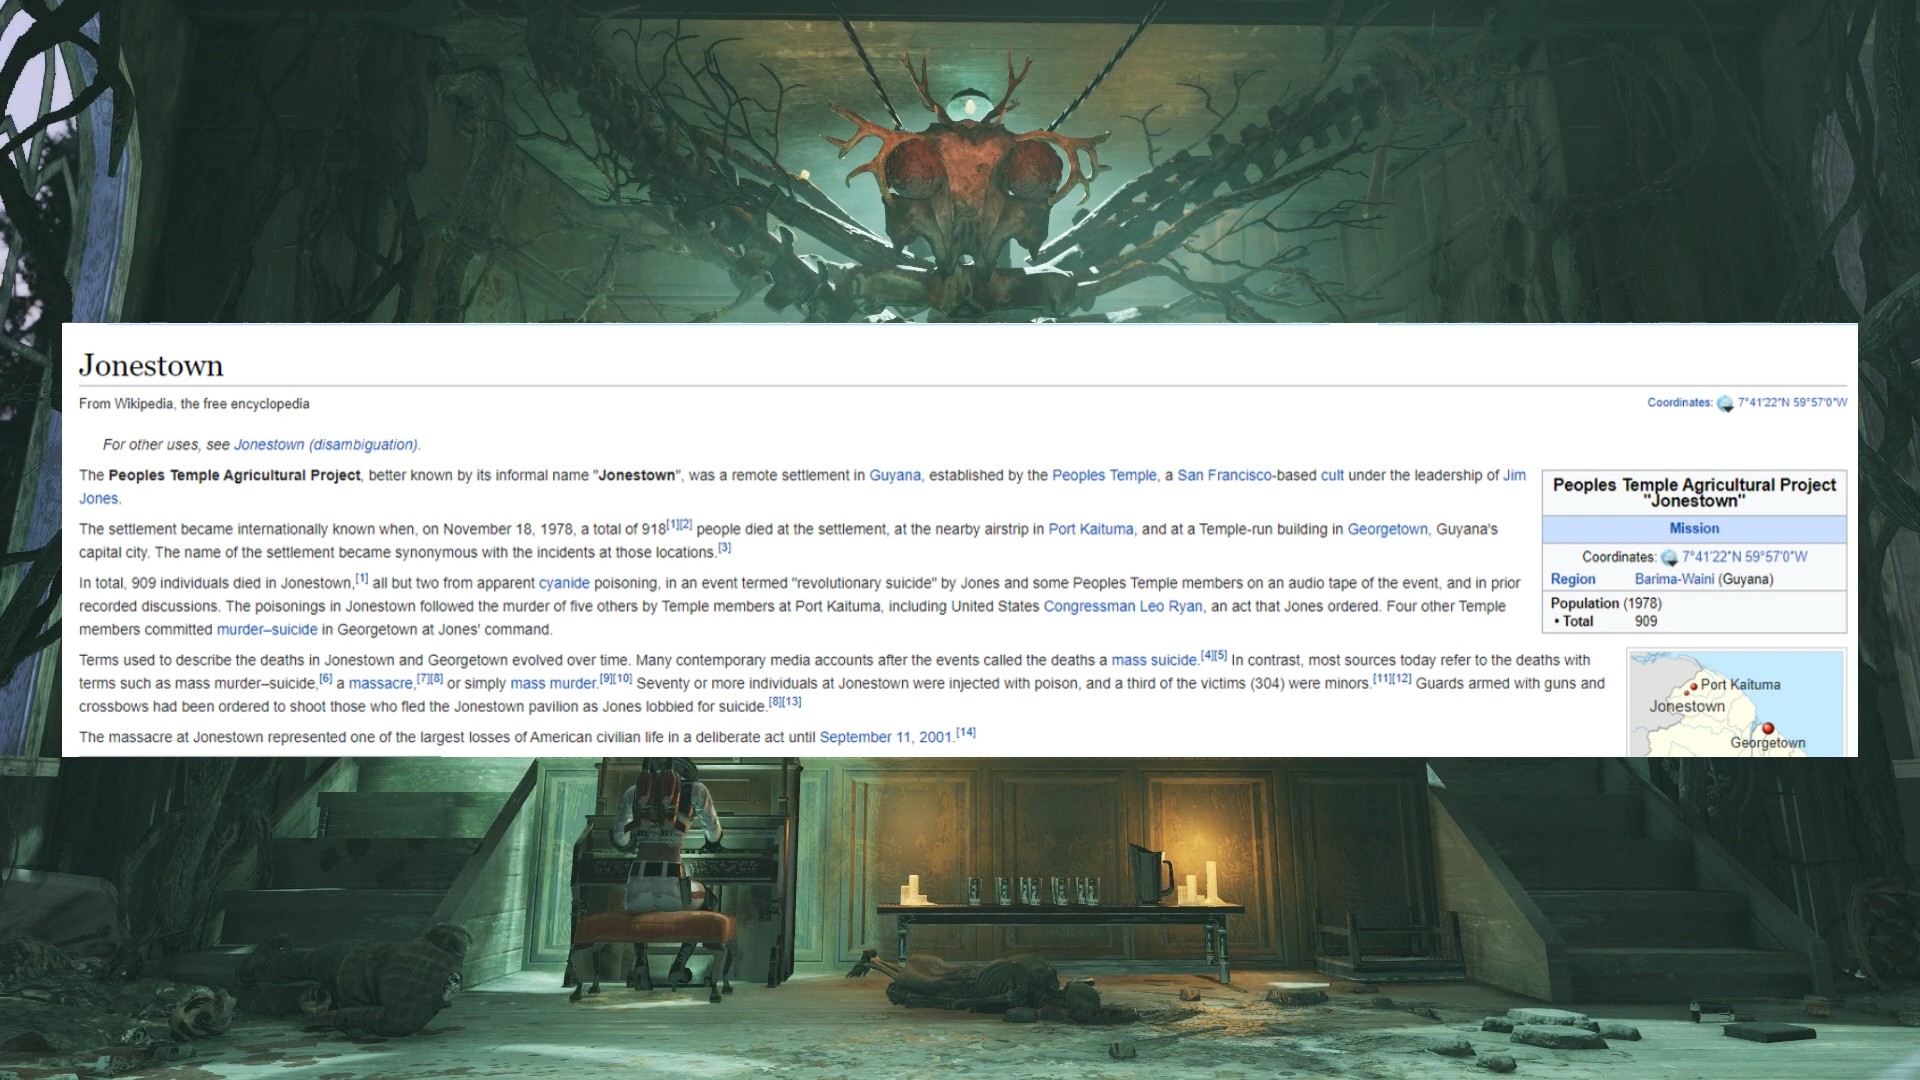 Jonestown
From Wikipedia, the free encyclopedia
Coordinates: 7°41′22″N 59°57′0″W
For other uses, see Jonestown (disambiguation).
The Peoples Temple Agricultural Project, better known by its informal name "Jonestown", was a remote settlement in Guyana, established by the Peoples Temple, a San Francisco-based cult under the leadership of Jim
Jones.
The settlement became internationally known when, on November 18, 1978, a total of 918[1][2] people died at the settlement, at the nearby airstrip in Port Kaituma, and at a Temple-run building in Georgetown, Guyana's
capital city. The name of the settlement became synonymous with the incidents at those locations.[3]
In total, 909 individuals died in Jonestown,[1] all but two from apparent cyanide poisoning, in an event termed "revolutionary suicide" by Jones and some Peoples Temple members on an audio tape of the event, and in prior
recorded discussions. The poisonings in Jonestown followed the murder of five others by Temple members at Port Kaituma, including United States Congressman Leo Ryan, an act that Jones ordered. Four other Temple
members committed murder–suicide in Georgetown at Jones' command.
Terms used to describe the deaths in Jonestown and Georgetown evolved over time. Many contemporary media accounts after the events called the deaths a mass suicide.[4][5] In contrast, most sources today refer to the deaths with
terms such as mass murder–suicide,[6] a massacre,[7][8] or simply mass murder.[9][10] Seventy or more individuals at Jonestown were injected with poison, and a third of the victims (304) were minors.[11][12] Guards armed with guns and
crossbows had been ordered to shoot those who fled the Jonestown pavilion as Jones lobbied for suicide.[8][13]
The massacre at Jonestown represented one of the largest losses of American civilian life in a deliberate act until September 11, 2001.[14]
Peoples Temple Agricultural Project
"Jonestown"
Mission
Coordinates: 7°41′22″N 59°57′0″W
Region Barima-Waini (Guyana)
Population (1978)
• Total 909
Port Kaituma
Jonestown
Georgetown